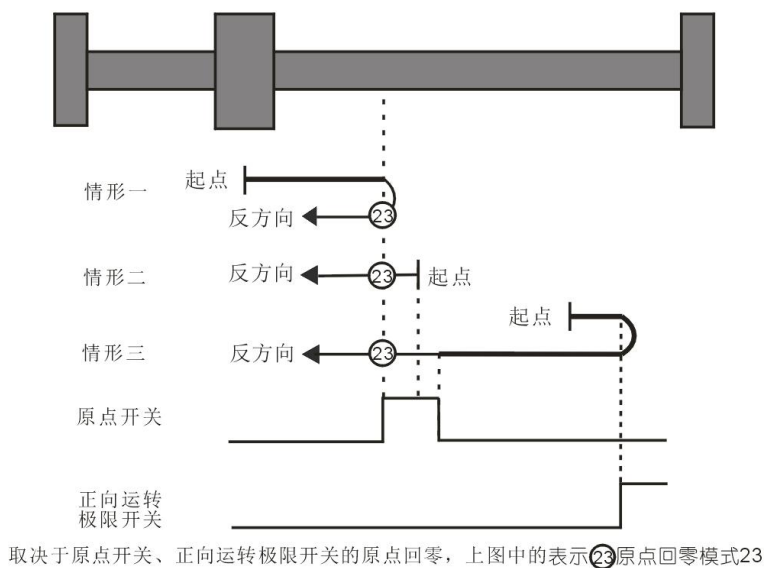 情形一
起点
反方向
23
情形二
反方向
23
起点
起点
情形三
反方向
23
原点开关
正向运转
极限开关
取决于原点开关、正向运转极限开关的原点回零，上图中的表示23原点回零模式23